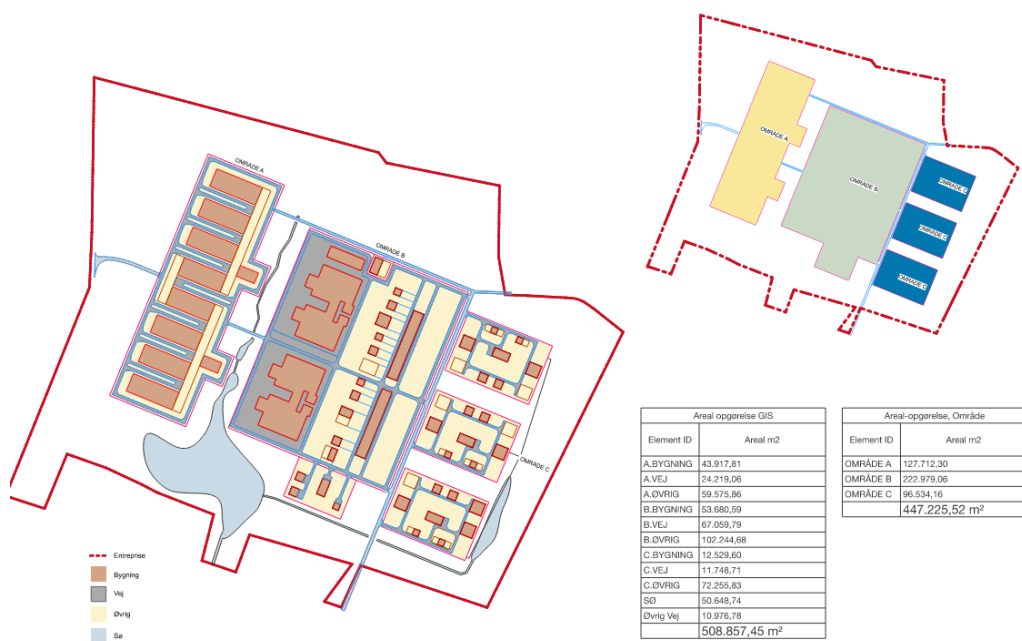 OMRÅDE A
OMRÅDE B
OMRÅDE C
Entreprise
Bygning
Vej
Øvrig
Sø
OMRÅDE A
OMRÅDE B
OMRÅDE C
OMRÅDE C
OMRÅDE C
Areal opgørelse GIS
Element ID Areal m2
A.BYGNING 43.917,81
A.VEJ 24.219,06
A.ØVRIG 59.575,86
B.BYGNING 53.680,59
B.VEJ 67.059,79
B.ØVRIG 102.244,68
C.BYGNING 12.529,60
C.VEJ 11.748,71
C.ØVRIG 72.255,83
SØ 50.648,74
Øvrig Vej 10.976,78
508.857,45 m²
Areal-opgørelse, Område
Element ID Areal m2
OMRÅDE A 127.712,30
OMRÅDE B 222.979,06
OMRÅDE C 96.534,16
447.225,52 m²